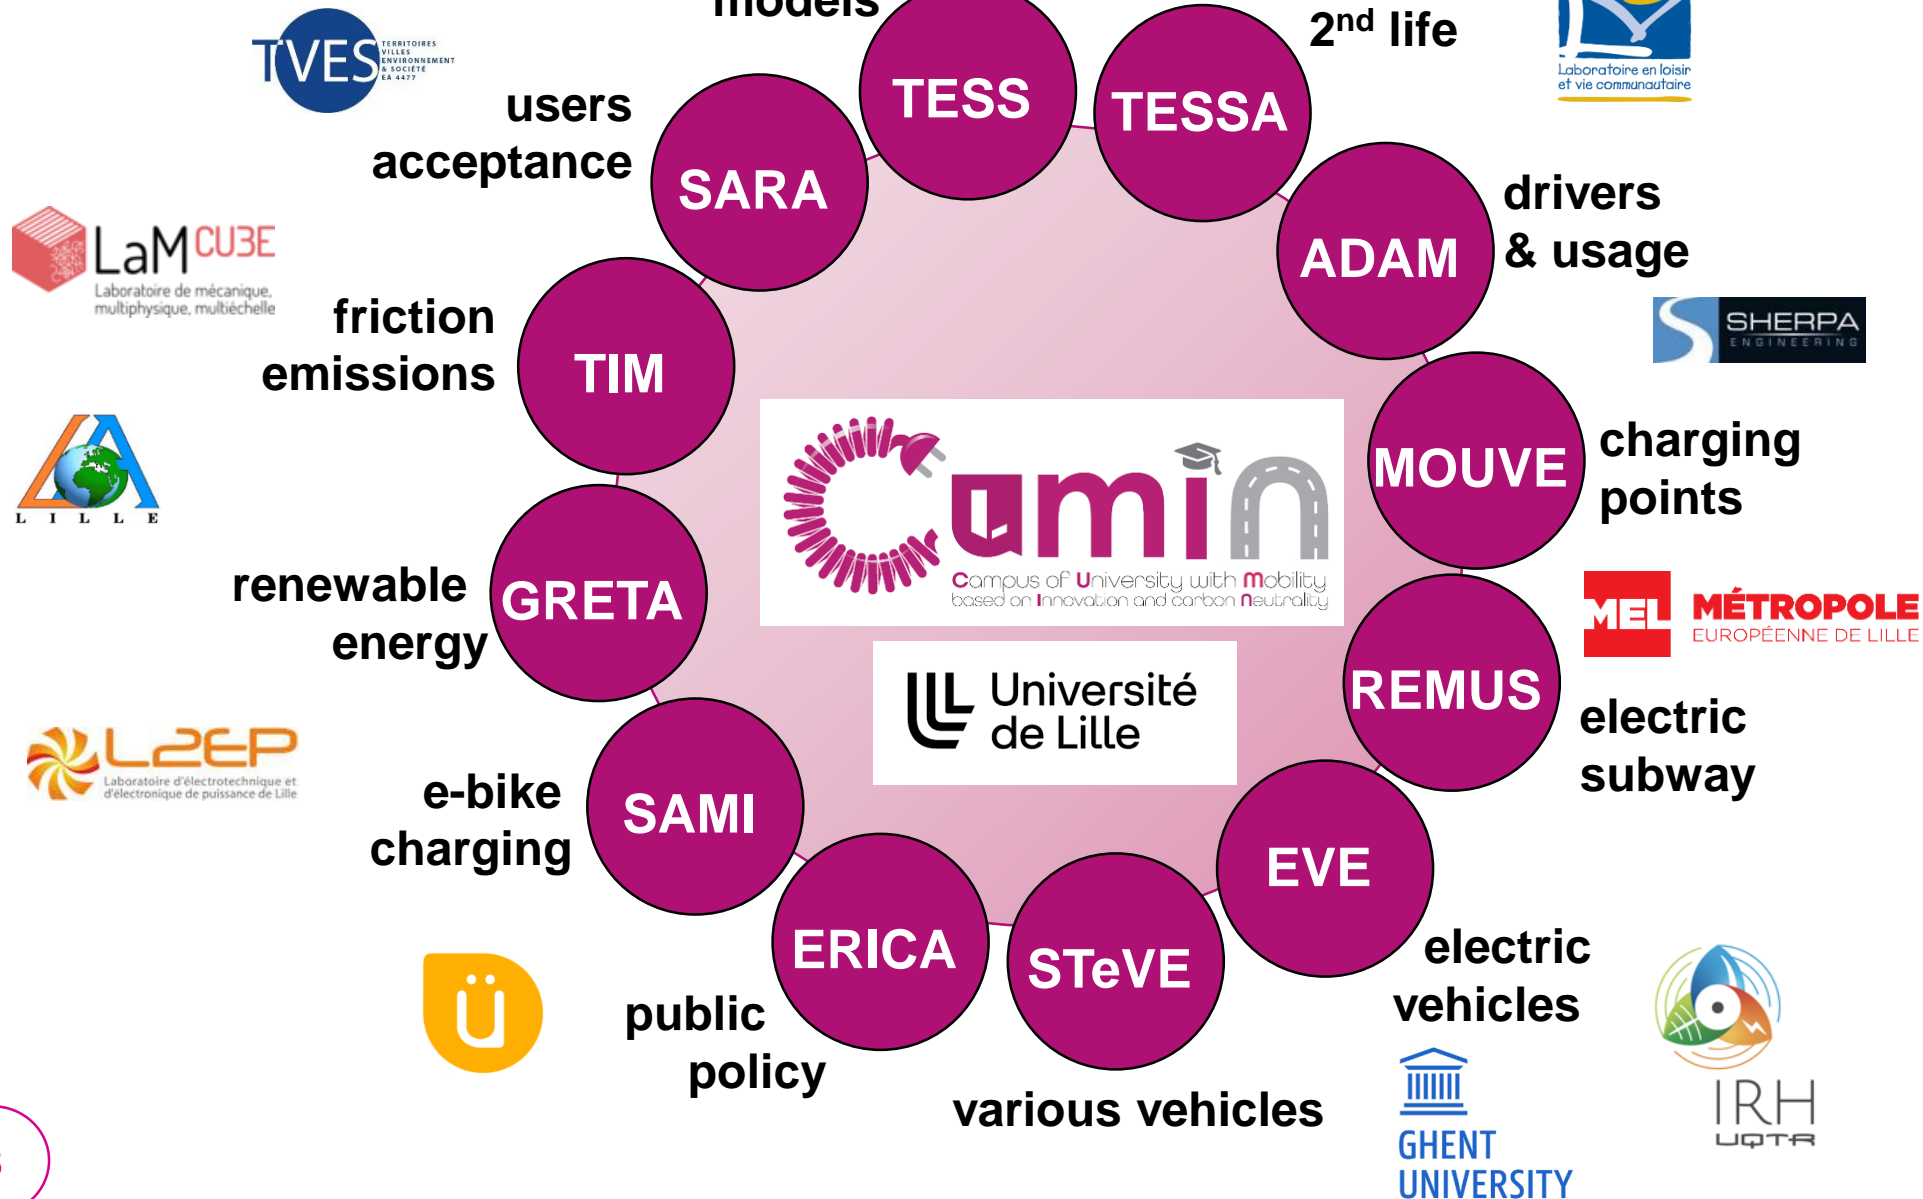 models
2nd life
TVES
TERRITOIRES
VILLES
ENVIRONNEMENT
& SOCIÉTÉ
EA 4477
Laboratoire en loisir
et vie communautaire
TESS
TESSA
users
acceptance
SARA
drivers
& usage
ADAM
LaMCUBE
Laboratoire de mécanique,
multiphysique, multiéchelle
friction
emissions
TIM
SHERPA
ENGINEERING
charging
points
MOUVE
LILLE
Cumin
Campus of University with Mobility
based on Innovation and carbon Neutrality
renewable
energy
GRETA
MEL
MÉTROPOLE
EUROPÉENNE DE LILLE
Université
de Lille
REMUS
electric
subway
L2EP
Laboratoire d'électrotechnique et
d'électronique de puissance de Lille
e-bike
charging
SAMI
EVE
ERICA
STeVE
electric
vehicles
ü
public
policy
various vehicles
GHENT
UNIVERSITY
IRH
UQTR